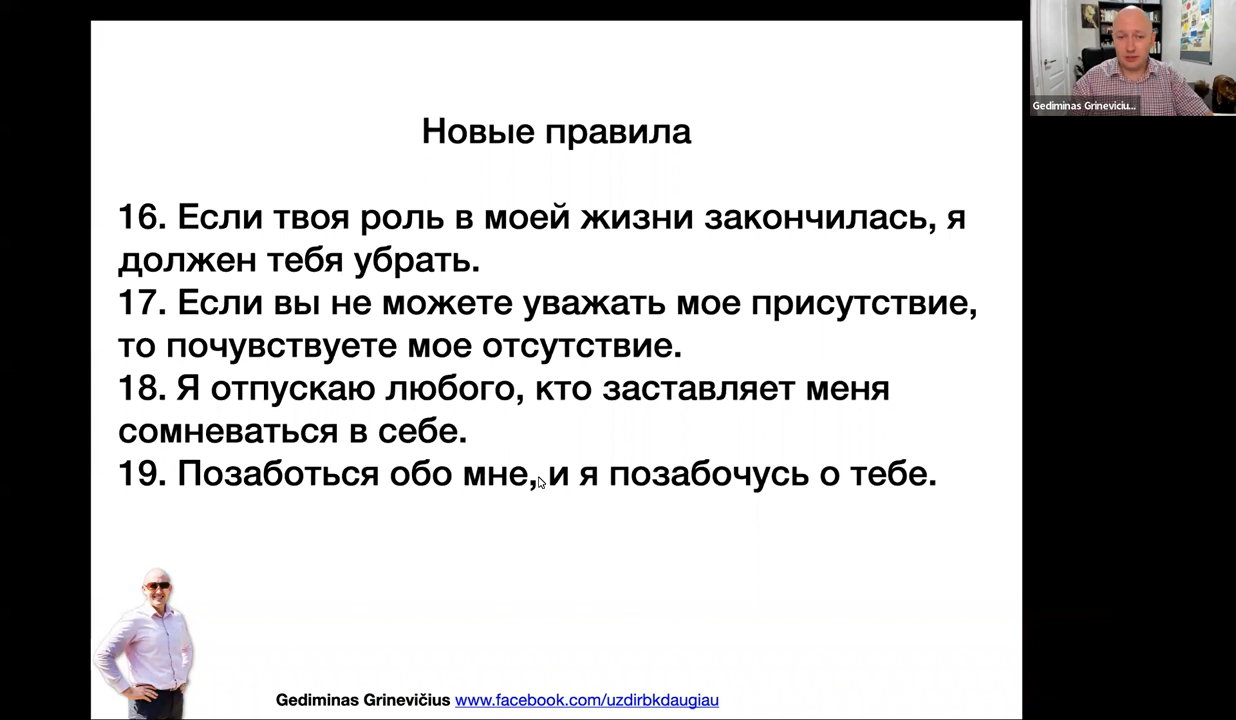 Gediminas Greneviciu...
Новые правила
16. Если твоя роль в моей жизни закончилась, я
должен тебя убрать.
17. Если вы не можете уважать мое присутствие,
то почувствуете мое отсутствие.
18. Я отпускаю любого, кто заставляет меня
сомневаться в себе.
19. Позаботься обо мне, и я позабочусь о тебе.
Gediminas Grinevičius www.facebook.com/uzdirbkdaugiau